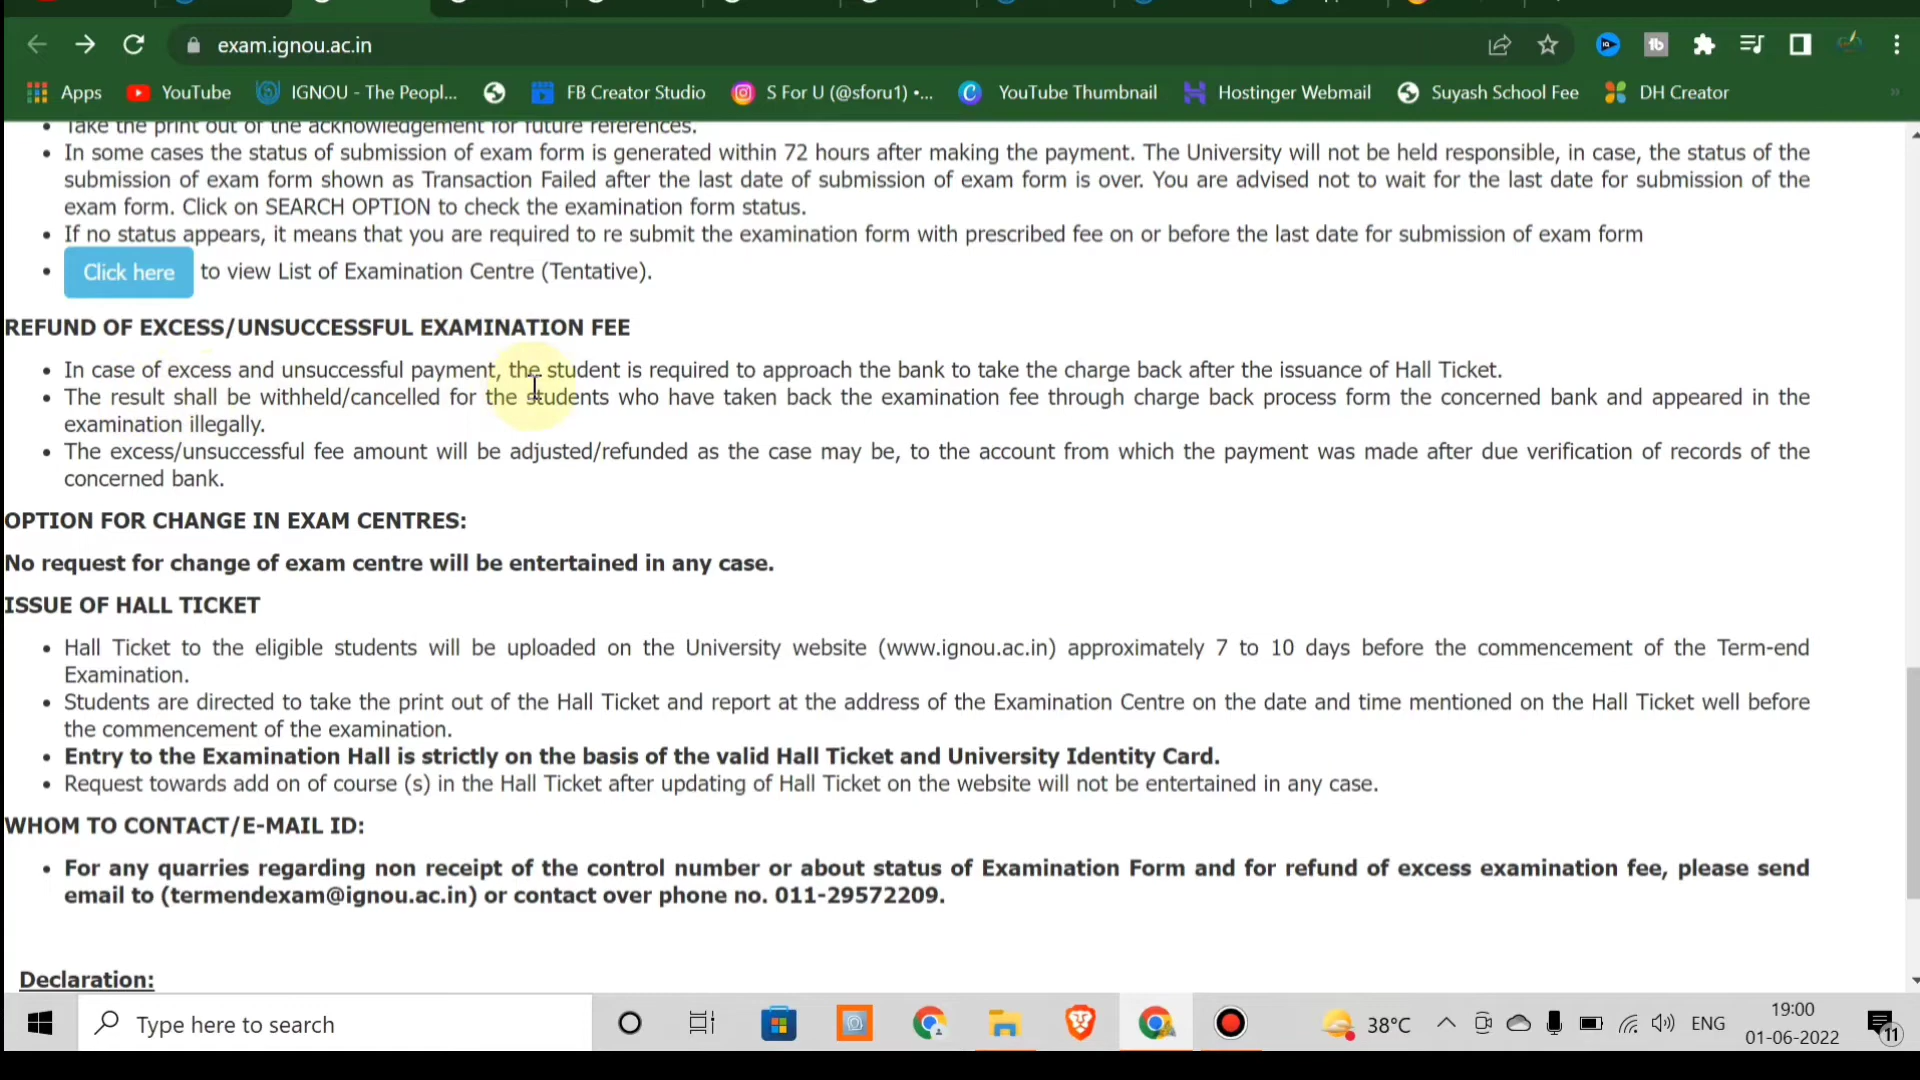 exam.ignou.ac.in
Apps
YouTube
IGNOU - The Peopl...
FB Creator Studio
S For U (@sforu1) •...
YouTube Thumbnail
Hostinger Webmail
Suyash School Fee
DH Creator
• Take the print out of the acknowledgement for future references.
• In some cases the status of submission of exam form is generated within 72 hours after making the payment. The University will not be held responsible, in case, the status of the
submission of exam form shown as Transaction Failed after the last date of submission of exam form is over. You are advised not to wait for the last date for submission of the
exam form. Click on SEARCH OPTION to check the examination form status.
• If no status appears, it means that you are required to re submit the examination form with prescribed fee on or before the last date for submission of exam form
• Click here to view List of Examination Centre (Tentative).
REFUND OF EXCESS/UNSUCCESSFUL EXAMINATION FEE
• In case of excess and unsuccessful payment, the student is required to approach the bank to take the charge back after the issuance of Hall Ticket.
• The result shall be withheld/cancelled for the students who have taken back the examination fee through charge back process form the concerned bank and appeared in the
examination illegally.
• The excess/unsuccessful fee amount will be adjusted/refunded as the case may be, to the account from which the payment was made after due verification of records of the
concerned bank.
OPTION FOR CHANGE IN EXAM CENTRES:
No request for change of exam centre will be entertained in any case.
ISSUE OF HALL TICKET
• Hall Ticket to the eligible students will be uploaded on the University website (www.ignou.ac.in) approximately 7 to 10 days before the commencement of the Term-end
Examination.
• Students are directed to take the print out of the Hall Ticket and report at the address of the Examination Centre on the date and time mentioned on the Hall Ticket well before
the commencement of the examination.
• Entry to the Examination Hall is strictly on the basis of the valid Hall Ticket and University Identity Card.
• Request towards add on of course (s) in the Hall Ticket after updating of Hall Ticket on the website will not be entertained in any case.
WHOM TO CONTACT/E-MAIL ID:
• For any quarries regarding non receipt of the control number or about status of Examination Form and for refund of excess examination fee, please send
email to (termendexam@ignou.ac.in) or contact over phone no. 011-29572209.
Declaration:
Type here to search
38°C
ENG
19:00
01-06-2022
11